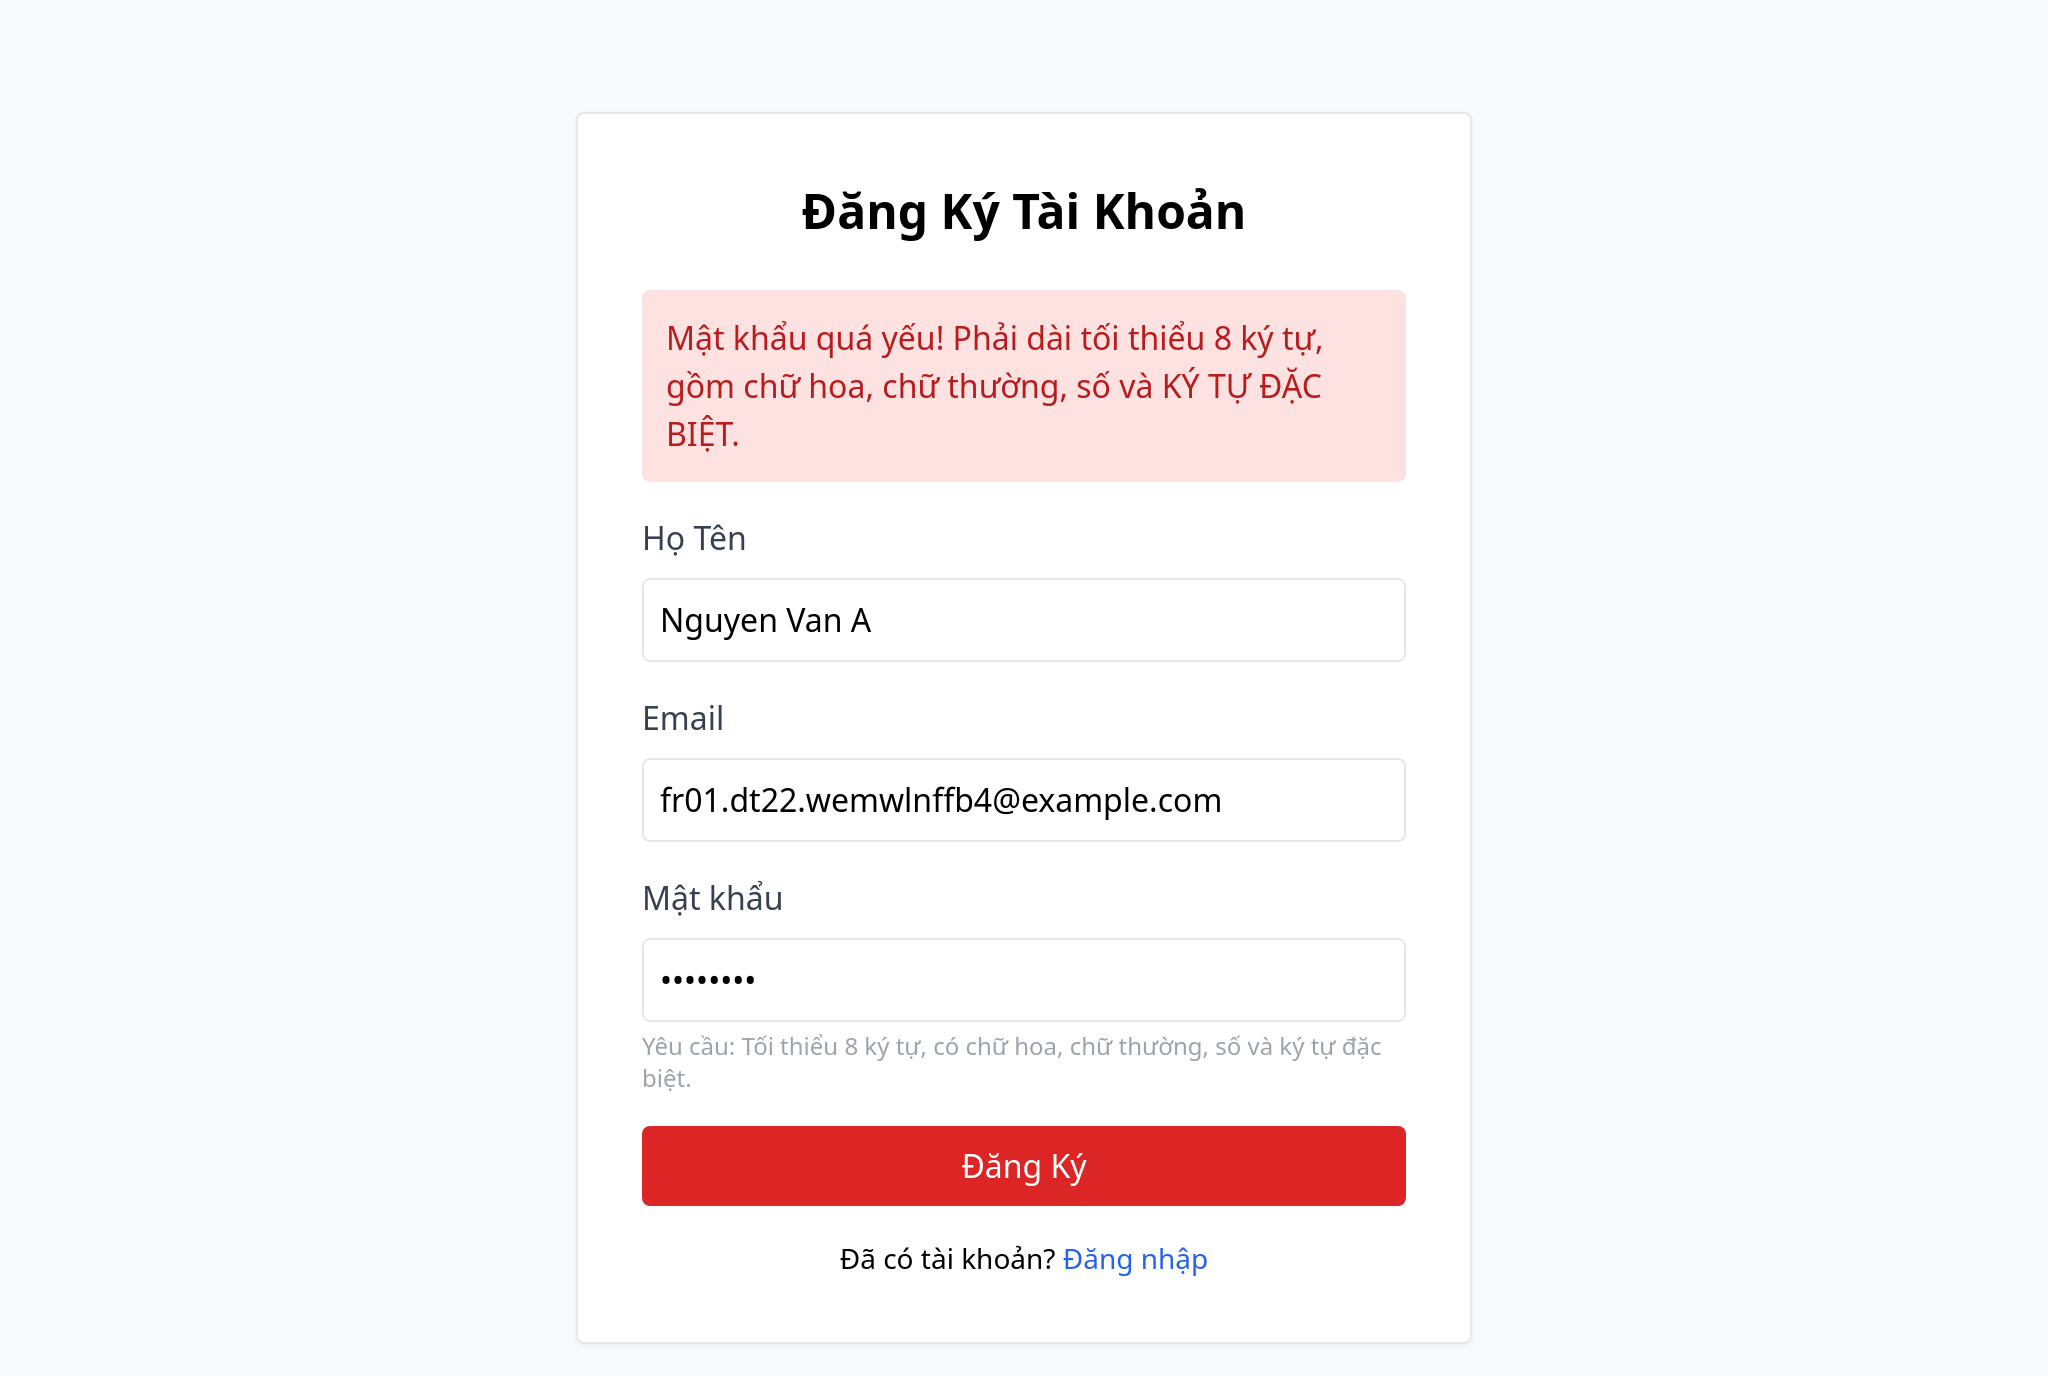 Đăng Ký Tài Khoản
Mật khẩu quá yếu! Phải dài tối thiểu 8 ký tự,
gồm chữ hoa, chữ thường, số và KÝ TỰ ĐẶC
BIỆT.
Họ Tên
Nguyen Van A
Email
fr01.dt22.wemwlnffb4@example.com
Mật khẩu
••••••••
Yêu cầu: Tối thiểu 8 ký tự, có chữ hoa, chữ thường, số và ký tự đặc
biệt.
Đăng Ký
Đã có tài khoản? Đăng nhập